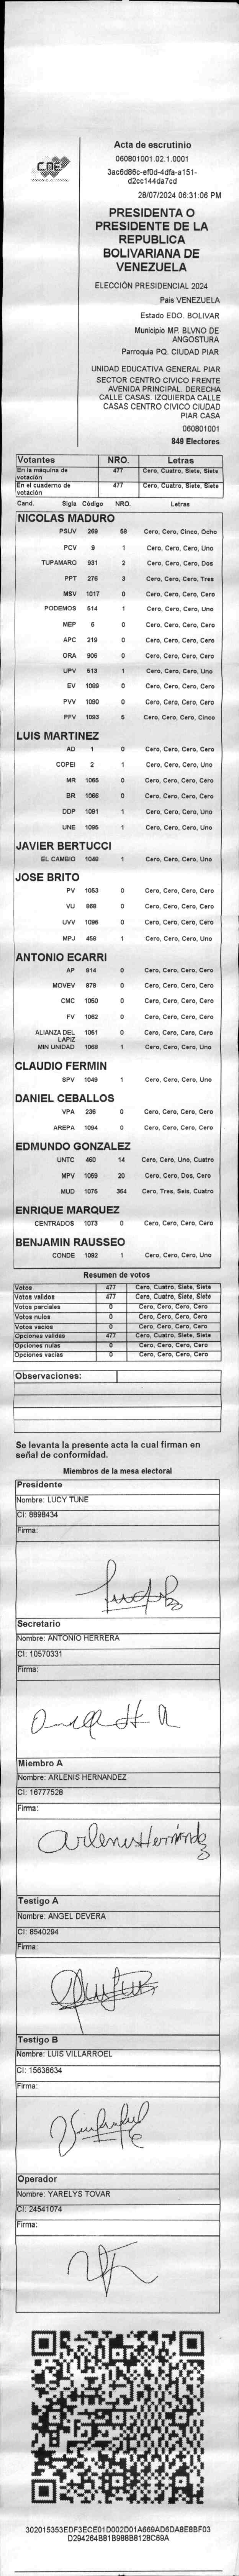 CNE
Acta de escrutinio
060801001.02.1.0001
3ac6d86c-ef0d-4dfa-a151-
d2cc144da7cd
28/07/2024 06:31:06 PM
PRESIDENTA O
PRESIDENTE DE LA
REPUBLICA
BOLIVARIANA DE
VENEZUELA
ELECCIÓN PRESIDENCIAL 2024
Pais VENEZUELA
Estado EDO. BOLIVAR
Municipio MP. BLVNO DE
ANGOSTURA
Parroquia PQ. CIUDAD PIAR
UNIDAD EDUCATIVA GENERAL PIAR
SECTOR CENTRO CIVICO FRENTE
AVENIDA PRINCIPAL. DERECHA
CALLE CASAS. IZQUIERDA CALLE
CASAS CENTRO CIVICO CIUDAD
PIAR CASA
060801001
849 Electores
Votantes NRO. Letras
En la máquina de votación 477 Cero, Cuatro, Siete, Siete
En el cuaderno de votación 477 Cero, Cuatro, Siete, Siete
Cand. Sigla Código NRO. Letras
NICOLAS MADURO
PSUV 269 58 Cero, Cero, Cinco, Ocho
PCV 9 1 Cero, Cero, Cero, Uno
TUPAMARO 931 2 Cero, Cero, Cero, Dos
PPT 276 3 Cero, Cero, Cero, Tres
MSV 1017 0 Cero, Cero, Cero, Cero
PODEMOS 514 1 Cero, Cero, Cero, Uno
MEP 6 0 Cero, Cero, Cero, Cero
APC 219 0 Cero, Cero, Cero, Cero
ORA 906 0 Cero, Cero, Cero, Cero
UPV 513 1 Cero, Cero, Cero, Uno
EV 1089 0 Cero, Cero, Cero, Cero
PVV 1090 0 Cero, Cero, Cero, Cero
PFV 1093 5 Cero, Cero, Cero, Cinco
LUIS MARTINEZ
AD 1 0 Cero, Cero, Cero, Cero
COPEI 2 1 Cero, Cero, Cero, Uno
MR 1065 0 Cero, Cero, Cero, Cero
BR 1066 0 Cero, Cero, Cero, Cero
DDP 1091 1 Cero, Cero, Cero, Uno
UNE 1095 1 Cero, Cero, Cero, Uno
JAVIER BERTUCCI
EL CAMBIO 1048 1 Cero, Cero, Cero, Uno
JOSE BRITO
PV 1053 0 Cero, Cero, Cero, Cero
VU 868 0 Cero, Cero, Cero, Cero
UVV 1096 0 Cero, Cero, Cero, Cero
MPJ 458 1 Cero, Cero, Cero, Uno
ANTONIO ECARRI
AP 814 0 Cero, Cero, Cero, Cero
MOVEV 878 0 Cero, Cero, Cero, Cero
CMC 1050 0 Cero, Cero, Cero, Cero
FV 1062 0 Cero, Cero, Cero, Cero
ALIANZA DEL LAPIZ 1051 0 Cero, Cero, Cero, Cero
MIN UNIDAD 1068 1 Cero, Cero, Cero, Uno
CLAUDIO FERMIN
SPV 1049 1 Cero, Cero, Cero, Uno
DANIEL CEBALLOS
VPA 236 0 Cero, Cero, Cero, Cero
AREPA 1094 0 Cero, Cero, Cero, Cero
EDMUNDO GONZALEZ
UNTC 460 14 Cero, Cero, Uno, Cuatro
MPV 1069 20 Cero, Cero, Dos, Cero
MUD 1075 364 Cero, Tres, Seis, Cuatro
ENRIQUE MARQUEZ
CENTRADOS 1073 0 Cero, Cero, Cero, Cero
BENJAMIN RAUSSEO
CONDE 1092 1 Cero, Cero, Cero, Uno
Resumen de votos
Votos 477 Cero, Cuatro, Siete, Siete
Votos validos 477 Cero, Cuatro, Siete, Siete
Votos parciales 0 Cero, Cero, Cero, Cero
Votos nulos 0 Cero, Cero, Cero, Cero
Votos vacios 0 Cero, Cero, Cero, Cero
Opciones validas 477 Cero, Cuatro, Siete, Siete
Opciones nulas 0 Cero, Cero, Cero, Cero
Opciones vacias 0 Cero, Cero, Cero, Cero
Observaciones:
Se levanta la presente acta la cual firman en
señal de conformidad.
Miembros de la mesa electoral
Presidente
Nombre: LUCY TUNE
CI: 8898434
Firma:
Secretario
Nombre: ANTONIO HERRERA
CI: 10570331
Firma:
Miembro A
Nombre: ARLENIS HERNANDEZ
CI: 16777528
Firma:
Arlenis Hernández
Testigo A
Nombre: ANGEL DEVERA
CI: 8540294
Firma:
Testigo B
Nombre: LUIS VILLARROEL
CI: 15638634
Firma:
Operador
Nombre: YARELYS TOVAR
CI: 24541074
Firma:
302015353EDF3ECE01D002D01A669AD6DA8E8BF03
D294264B81B988B8128C69A